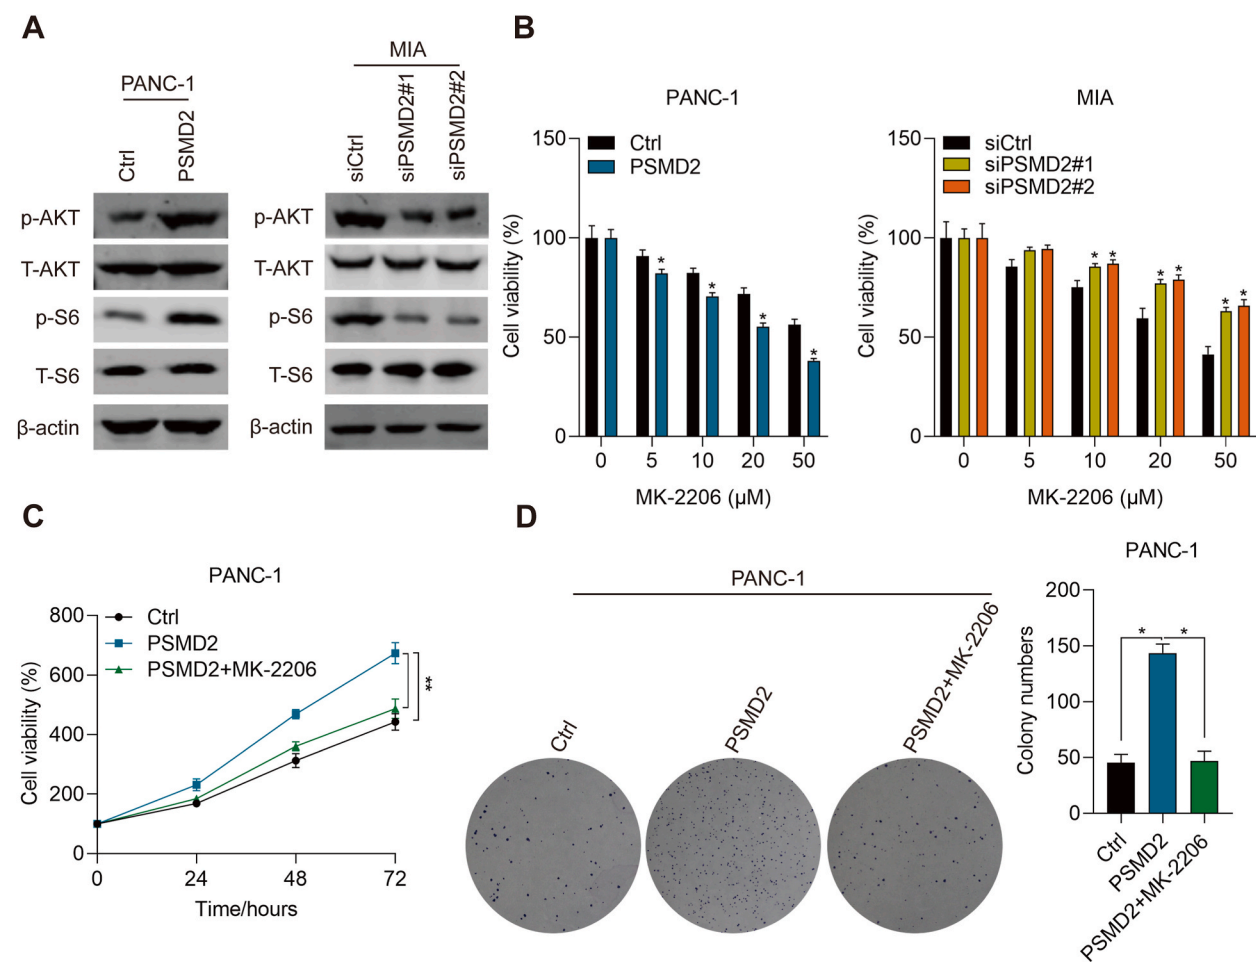 A
PANC-1
Ctrl
PSMD2
p-AKT
T-AKT
p-S6
T-S6
β-actin
MIA
siCtrl
siPSMD2#1
siPSMD2#2
p-AKT
T-AKT
p-S6
T-S6
β-actin
B
PANC-1
Ctrl
PSMD2
Cell viability (%)
150
100
50
0
*
*
*
*
0 5 10 20 50
MK-2206 (µM)
MIA
siCtrl
siPSMD2#1
siPSMD2#2
Cell viability (%)
150
100
50
0
* *
* *
* *
0 5 10 20 50
MK-2206 (µM)
C
PANC-1
Ctrl
PSMD2
PSMD2+MK-2206
Cell viability (%)
800
600
400
200
0
**
0 24 48 72
Time/hours
D
PANC-1
Ctrl
PSMD2
PSMD2+MK-2206
PANC-1
Colony numbers
200
150
100
50
0
* *
Ctrl
PSMD2
PSMD2+MK-2206